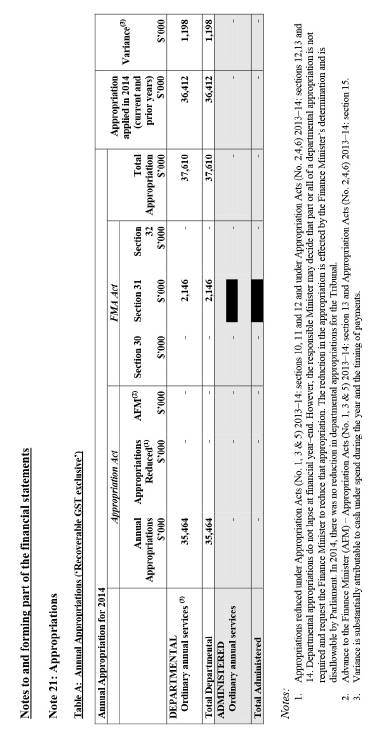 Notes to and forming part of the financial statements
Note 21: Appropriations
Table A: Annual Appropriations ('Recoverable GST exclusive')
Annual Appropriation for 2014
Appropriation Act FMA Act Appropriation applied in 2014 (current and prior years) Variance(3)
Annual Appropriations Appropriations Reduced(1) AFM(2) Section 30 Section 31 Section 32 Total Appropriation
$'000 $'000 $'000 $'000 $'000 $'000 $'000 $'000 $'000
DEPARTMENTAL
Ordinary annual services (3) 35,464 - - - 2,146 - 37,610 36,412 1,198
Total Departmental 35,464 - - - 2,146 - 37,610 36,412 1,198
ADMINISTERED
Ordinary annual services - - - - - - - -
Total Administered - - - - - - - -
Notes:
1. Appropriations reduced under Appropriation Acts (No. 1, 3 & 5) 2013–14: sections 10, 11 and 12 and under Appropriation Acts (No. 2,4,6) 2013–14: sections 12,13 and
14. Departmental appropriations do not lapse at financial year-end. However, the responsible Minister may decide that part or all of a departmental appropriation is not
required and request the Finance Minister to reduce that appropriation. The reduction in the appropriation is effected by the Finance Minister's determination and is
disallowable by Parliament. In 2014, there was no reduction in departmental appropriations for the Tribunal.
2. Advance to the Finance Minister (AFM) – Appropriation Acts (No. 1, 3 & 5) 2013–14: section 13 and Appropriation Acts (No. 2,4,6) 2013–14: section 15.
3. Variance is substantially attributable to cash under spend during the year and the timing of payments.